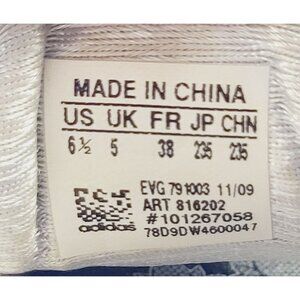 MADE IN CHINA
US UK FR JP CHN
6½ 5 38 235 235
EVG 791003 11/09
ART 816202
#101267058
adidas 78D9DW4600047